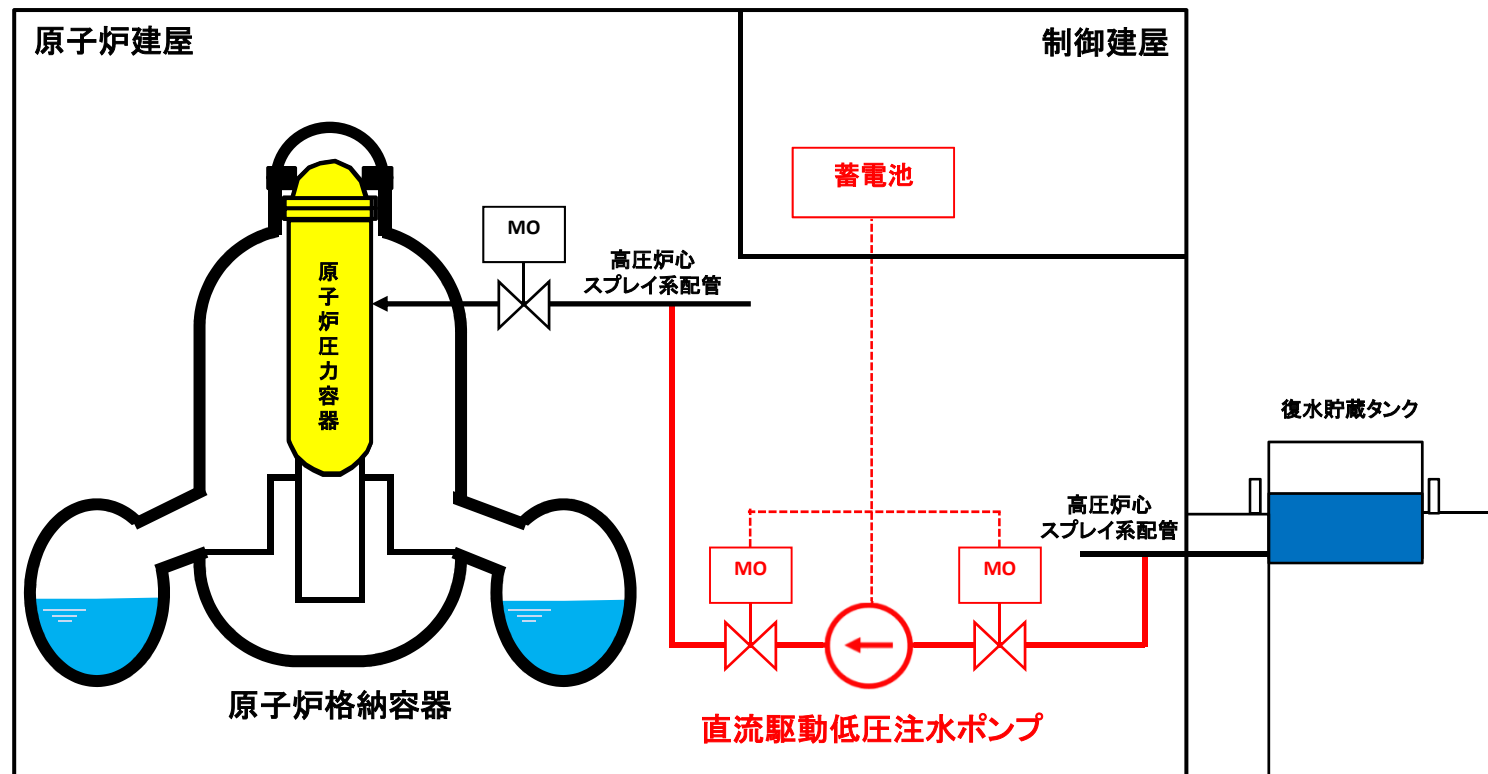 原子炉建屋
制御建屋
蓄電池
MO
高圧炉心
スプレイ系配管
原子炉圧力容器
復水貯蔵タンク
高圧炉心
スプレイ系配管
MO
MO
原子炉格納容器
直流駆動低圧注水ポンプ